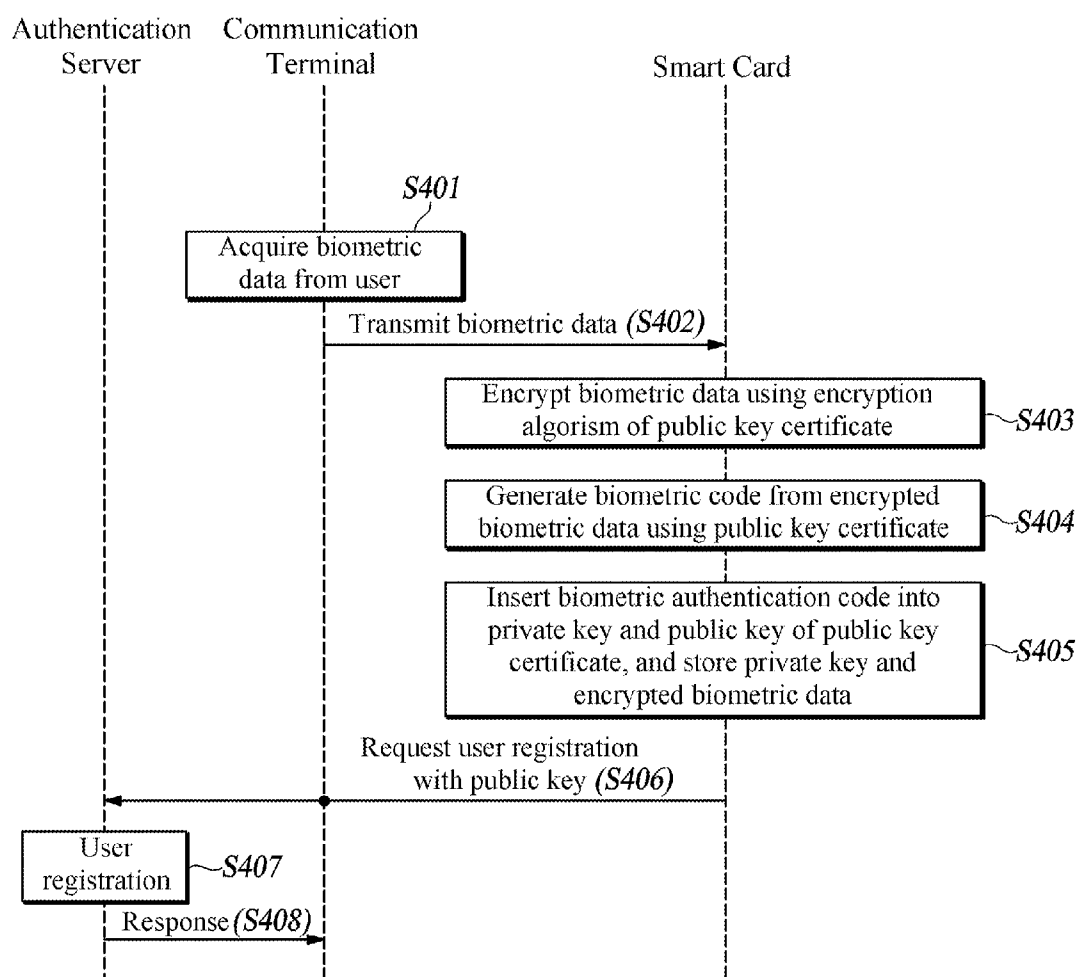 Authentication
Server
Communication
Terminal
Smart Card
S401
Acquire biometric
data from user
Transmit biometric data (S402)
Encrypt biometric data using encryption
algorism of public key certificate
S403
Generate biometric code from encrypted
biometric data using public key certificate
S404
Insert biometric authentication code into
private key and public key of public key
certificate, and store private key and
encrypted biometric data
S405
Request user registration
with public key (S406)
User
registration
S407
Response (S408)